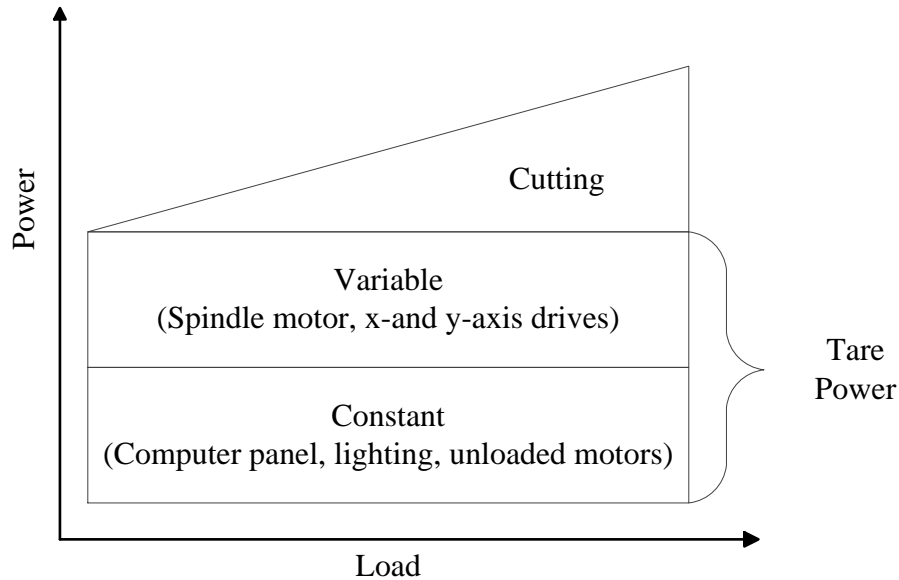 Power
Cutting
Variable
(Spindle motor, x-and y-axis drives)
Constant
(Computer panel, lighting, unloaded motors)
Tare
Power
Load